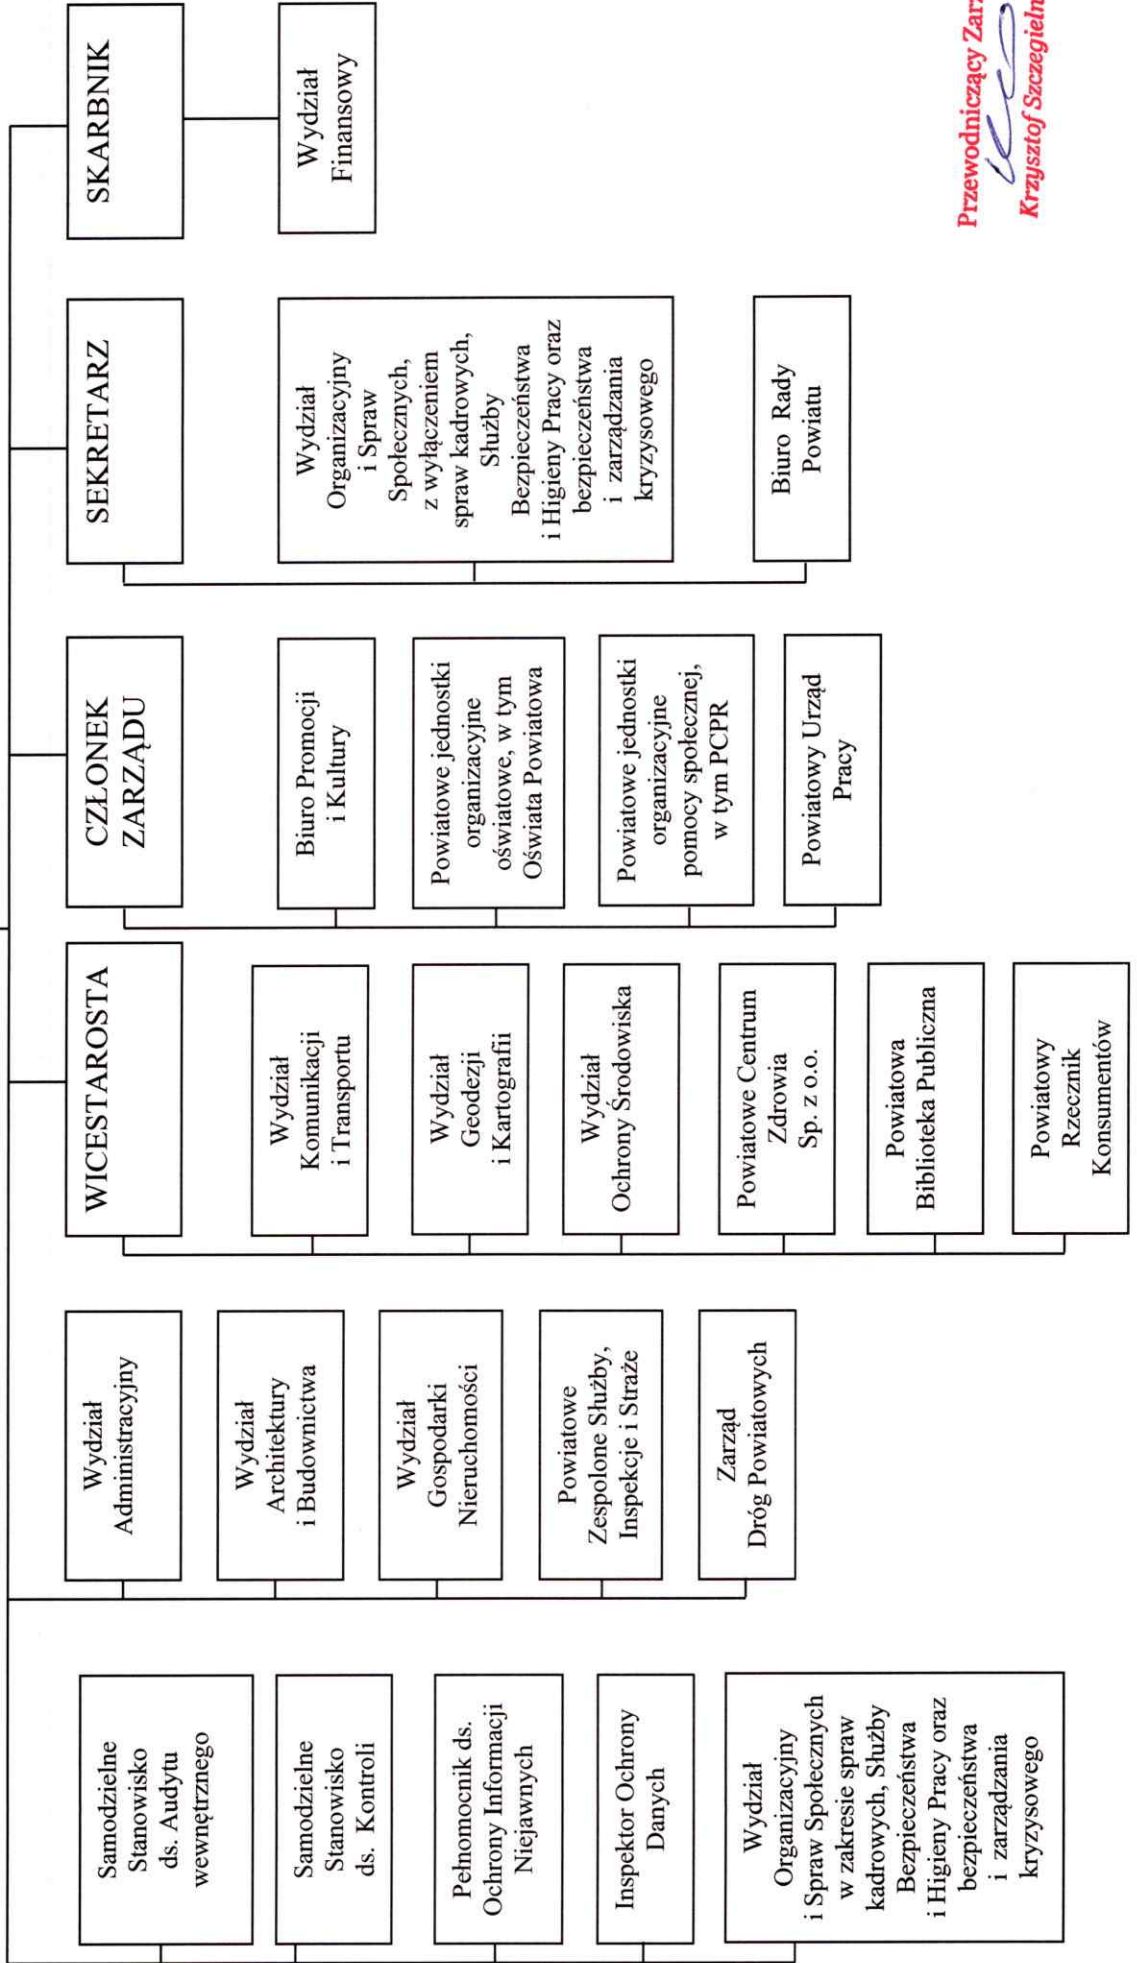 Samodzielne
Stanowisko
ds. Audytu
wewnętrznego
Samodzielne
Stanowisko
ds. Kontroli
Pełnomocnik ds.
Ochrony Informacji
Niejawnych
Inspektor Ochrony
Danych
Wydział
Organizacyjny
i Spraw Społecznych
w zakresie spraw
kadrowych, Służby
Bezpieczeństwa
i Higieny Pracy oraz
bezpieczeństwa
i zarządzania
kryzysowego
Wydział
Administracyjny
Wydział
Architektury
i Budownictwa
Wydział
Gospodarki
Nieruchomości
Powiatowe
Zespolone Służby,
Inspekcje i Straże
Zarząd
Dróg Powiatowych
WICESTAROSTA
Wydział
Komunikacji
i Transportu
Wydział
Geodezji
i Kartografii
Wydział
Ochrony Środowiska
Powiatowe Centrum
Zdrowia
Sp. z o.o.
Powiatowa
Biblioteka Publiczna
Powiatowy
Rzecznik
Konsumentów
CZŁONEK
ZARZĄDU
Biuro Promocji
i Kultury
Powiatowe jednostki
organizacyjne
oświatowe, w tym
Oświata Powiatowa
Powiatowe jednostki
organizacyjne
pomocy społecznej,
w tym PCPR
Powiatowy Urząd
Pracy
SEKRETARZ
Wydział
Organizacyjny
i Spraw
Społecznych,
z wyłączeniem
spraw kadrowych,
Służby
Bezpieczeństwa
i Higieny Pracy oraz
bezpieczeństwa
i zarządzania
kryzysowego
Biuro Rady
Powiatu
SKARBNIK
Wydział
Finansowy
Przewodniczący Zarz
Krzysztof Szczegieln